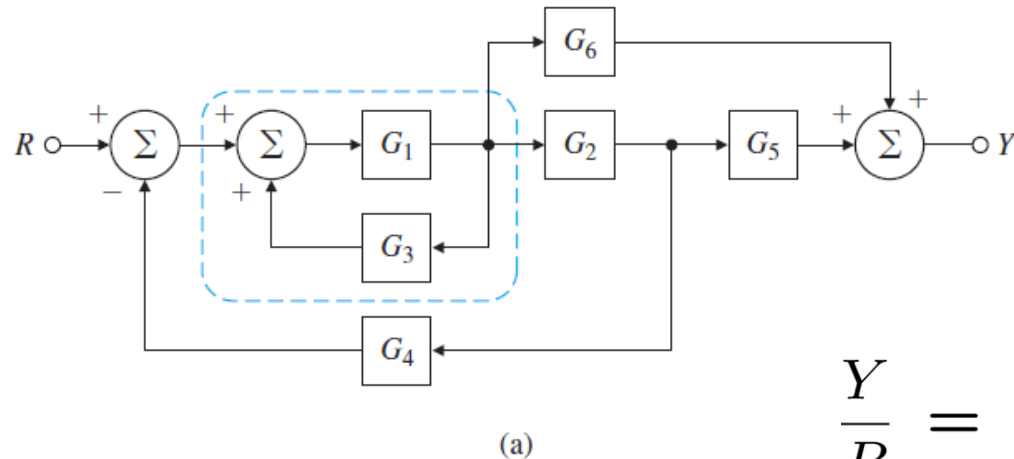 G₆
+
+ + +
R Σ Σ G₁ G₂ G₅ Σ Y
− +
G₃
G₄
Y
=
R
(a)